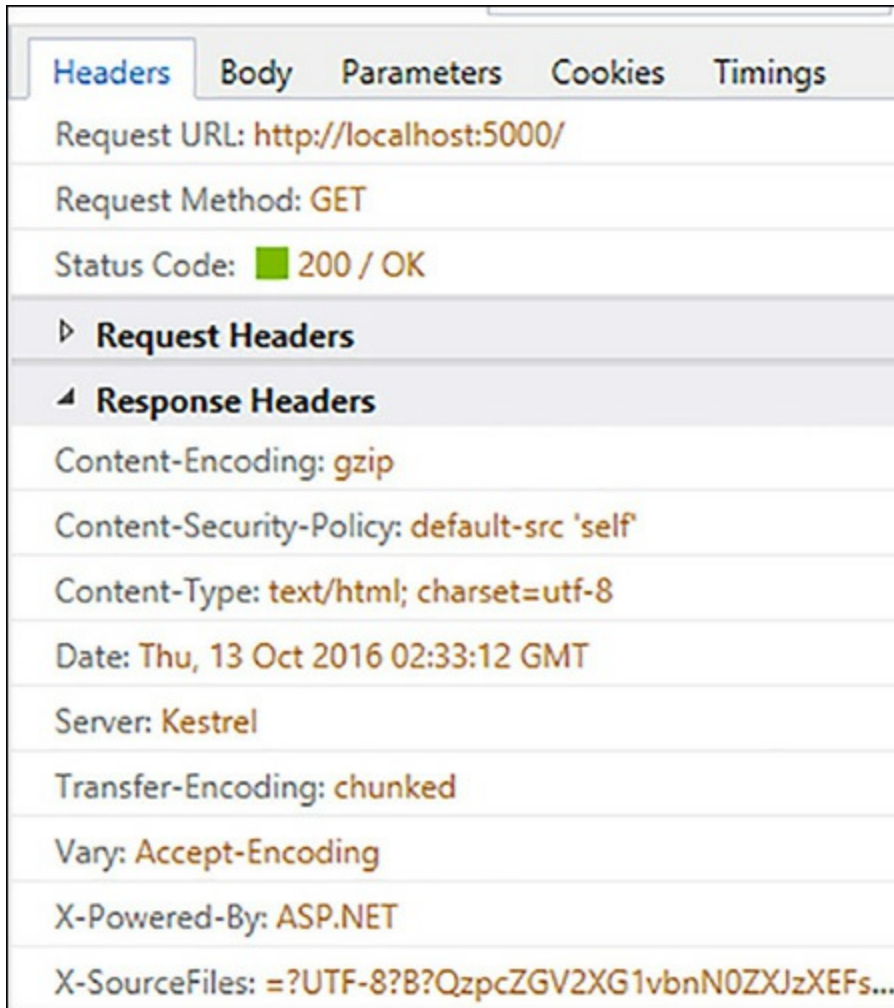 Headers Body Parameters Cookies Timings
Request URL: http://localhost:5000/
Request Method: GET
Status Code: 200 / OK
Request Headers
Response Headers
Content-Encoding: gzip
Content-Security-Policy: default-src 'self'
Content-Type: text/html; charset=utf-8
Date: Thu, 13 Oct 2016 02:33:12 GMT
Server: Kestrel
Transfer-Encoding: chunked
Vary: Accept-Encoding
X-Powered-By: ASP.NET
X-SourceFiles: =?UTF-8?B?QzpcZGV2XG1vbnN0ZXJzXEFs...